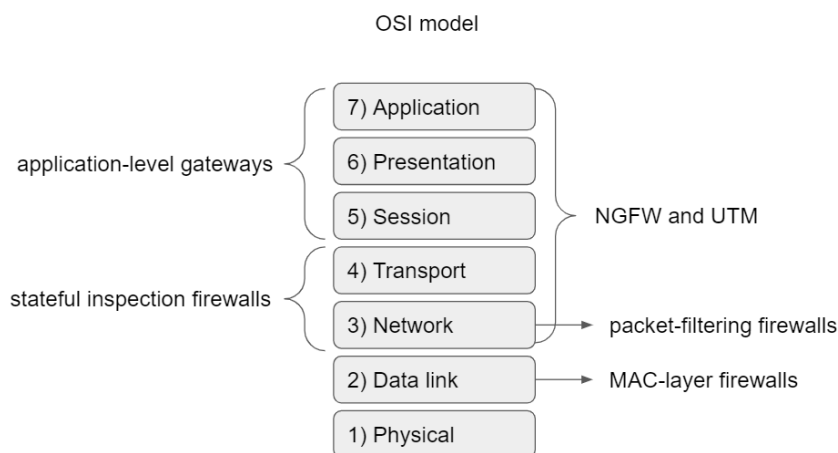 OSI model
7) Application
application-level gateways
6) Presentation
5) Session
NGFW and UTM
4) Transport
stateful inspection firewalls
3) Network
packet-filtering firewalls
2) Data link
MAC-layer firewalls
1) Physical